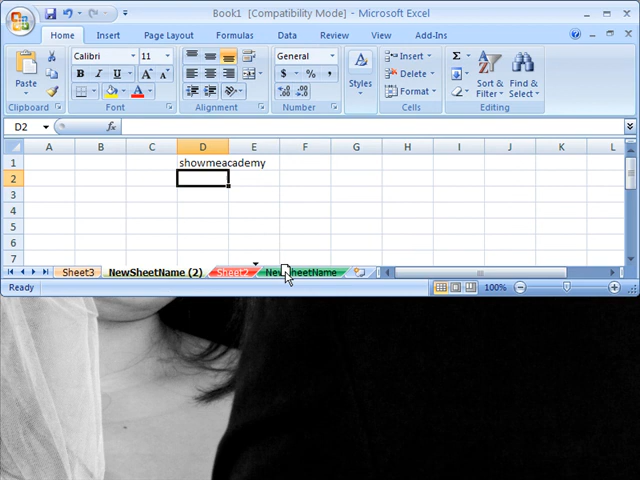 Book1 [Compatibility Mode] - Microsoft Excel
Home Insert Page Layout Formulas Data Review View Add-Ins
Paste
Calibri 11
B I U A A
General
$ % ,
Styles
Insert
Delete
Format
Σ
Sort & Filter
Find & Select
Clipboard Font Alignment Number Cells Editing
D2 fx
A B C D E F G H I J K L
1 showmeacademy
2
3
4
5
6
7
Sheet3 NewSheetName (2) Sheet2 NewSheetName
Ready 100%